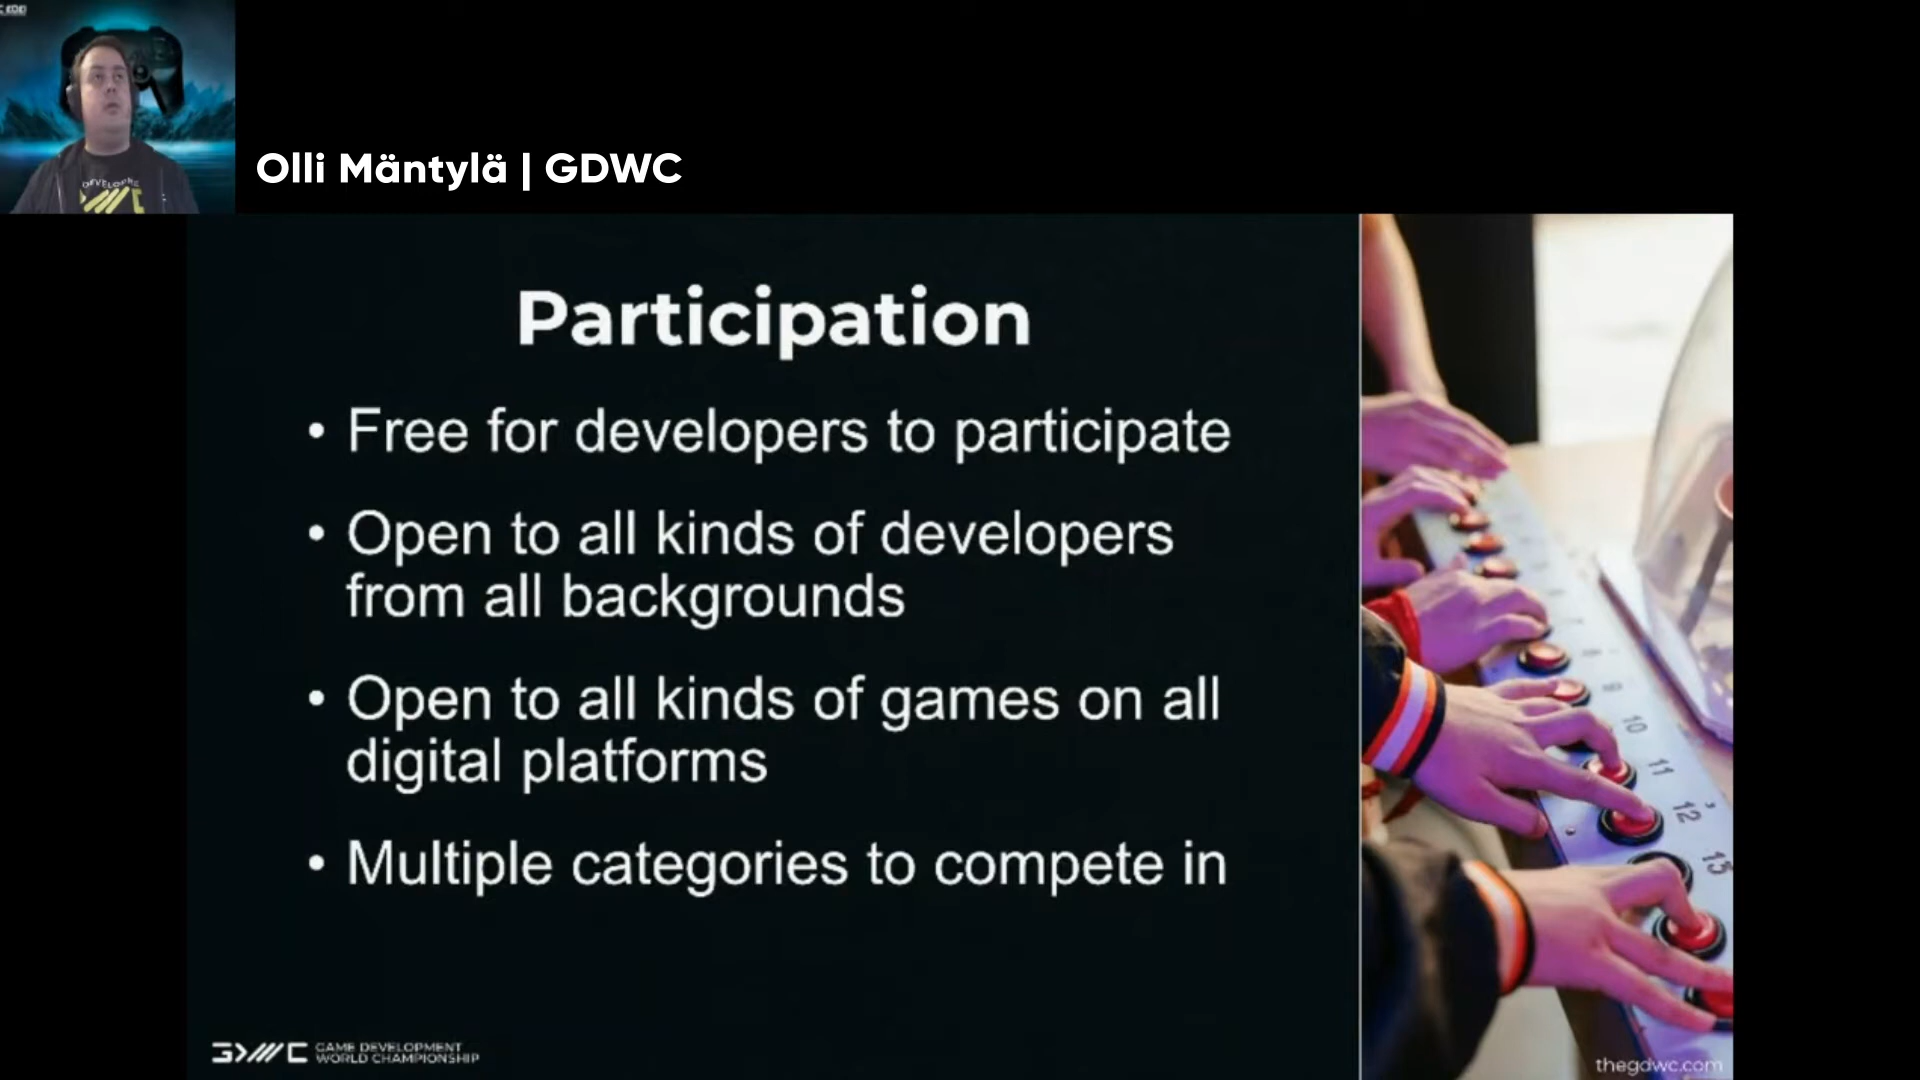 Olli Mäntylä | GDWC
Participation
• Free for developers to participate
• Open to all kinds of developers
from all backgrounds
• Open to all kinds of games on all
digital platforms
• Multiple categories to compete in
10
11
12
13
GDWC GAME DEVELOPMENT
WORLD CHAMPIONSHIP
thegdwc.com